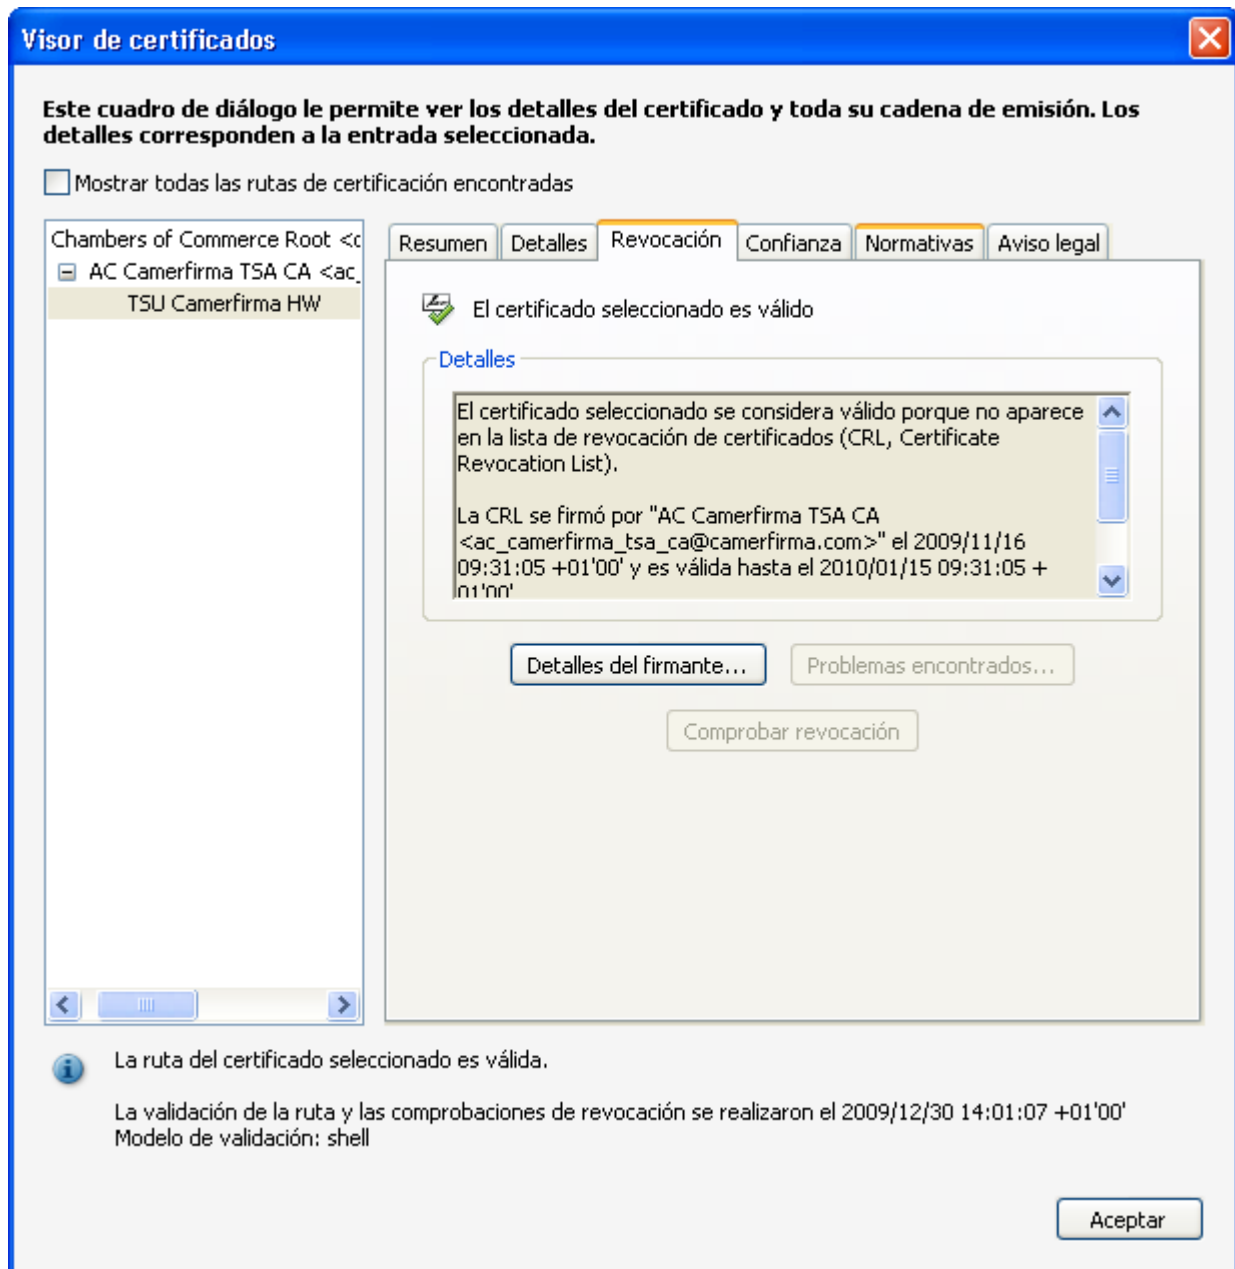 Visor de certificados
Este cuadro de diálogo le permite ver los detalles del certificado y toda su cadena de emisión. Los
detalles corresponden a la entrada seleccionada.
Mostrar todas las rutas de certificación encontradas
Chambers of Commerce Root <c
AC Camerfirma TSA CA <ac_
TSU Camerfirma HW
Resumen Detalles Revocación Confianza Normativas Aviso legal
El certificado seleccionado es válido
Detalles
El certificado seleccionado se considera válido porque no aparece
en la lista de revocación de certificados (CRL, Certificate
Revocation List).
La CRL se firmó por "AC Camerfirma TSA CA
<ac_camerfirma_tsa_ca@camerfirma.com>" el 2009/11/16
09:31:05 +01'00' y es válida hasta el 2010/01/15 09:31:05 +
01'00'
Detalles del firmante... Problemas encontrados...
Comprobar revocación
La ruta del certificado seleccionado es válida.
La validación de la ruta y las comprobaciones de revocación se realizaron el 2009/12/30 14:01:07 +01'00'
Modelo de validación: shell
Aceptar